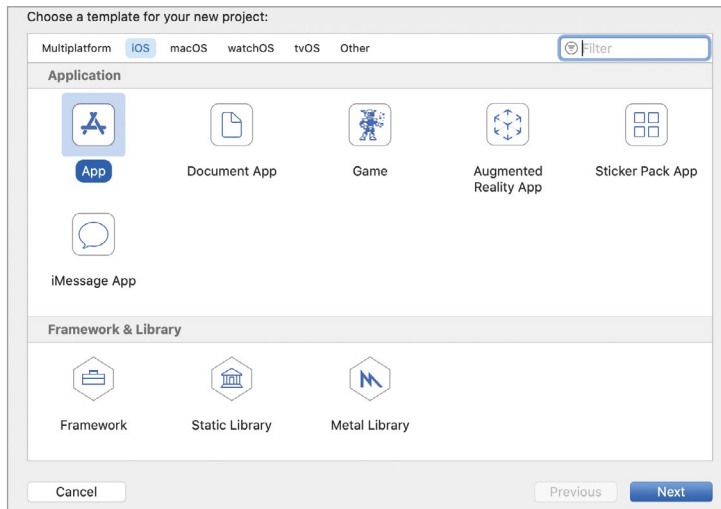 Choose a template for your new project:
Multiplatform iOS macOS watchOS tvOS Other Filter
Application
App Document App Game Augmented Reality App Sticker Pack App
iMessage App
Framework & Library
Framework Static Library Metal Library
Cancel Previous Next